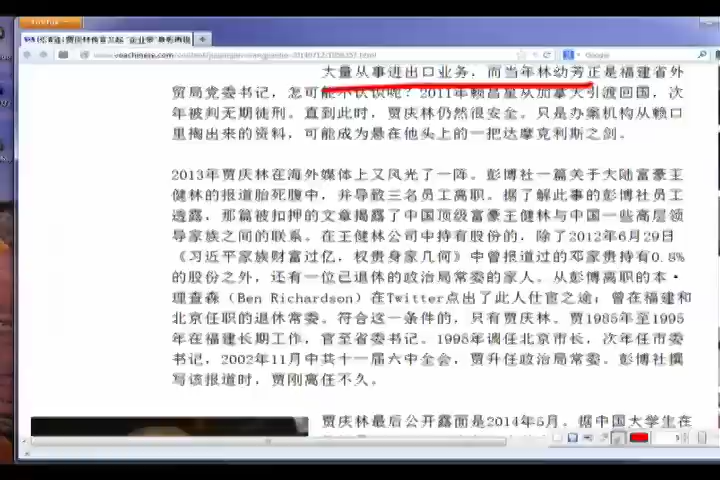 大量从事进出口业务，而当年林幼芳正是福建省外
贸局党委书记，怎可能不认识呢？2011年赖昌星从加拿大引渡回国，次
年被判无期徒刑。直到此时，贾庆林仍然很安全。只是办案机构从赖口
里掏出来的资料，可能成为悬在他头上的一把达摩克利斯之剑。
2013年贾庆林在海外媒体上又风光了一阵。彭博社一篇关于大陆富豪王
健林的报道胎死腹中，并导致三名员工离职。据了解此事的彭博社员工
透露，那篇被扣押的文章揭露了中国顶级富豪王健林与中国一些高层领
导家族之间的联系。在王健林公司中持有股份的，除了2012年6月29日
《习近平家族财富过亿，权贵身家几何》中曾报道过的邓家贵持有0.8%
的股份之外，还有一位已退休的政治局常委的家人。从彭博离职的本·
理查森（Ben Richardson）在Twitter点出了此人仕宦之途：曾在福建和
北京任职的退休常委。符合这一条件的，只有贾庆林。贾1985年至1995
年在福建长期工作，官至省委书记。1995年调任北京市长，次年任市委
书记，2002年11月中共十一届六中全会，贾升任政治局常委。彭博社撰
写该报道时，贾刚离任不久。
贾庆林最后公开露面是2014年5月。据中国大学生在